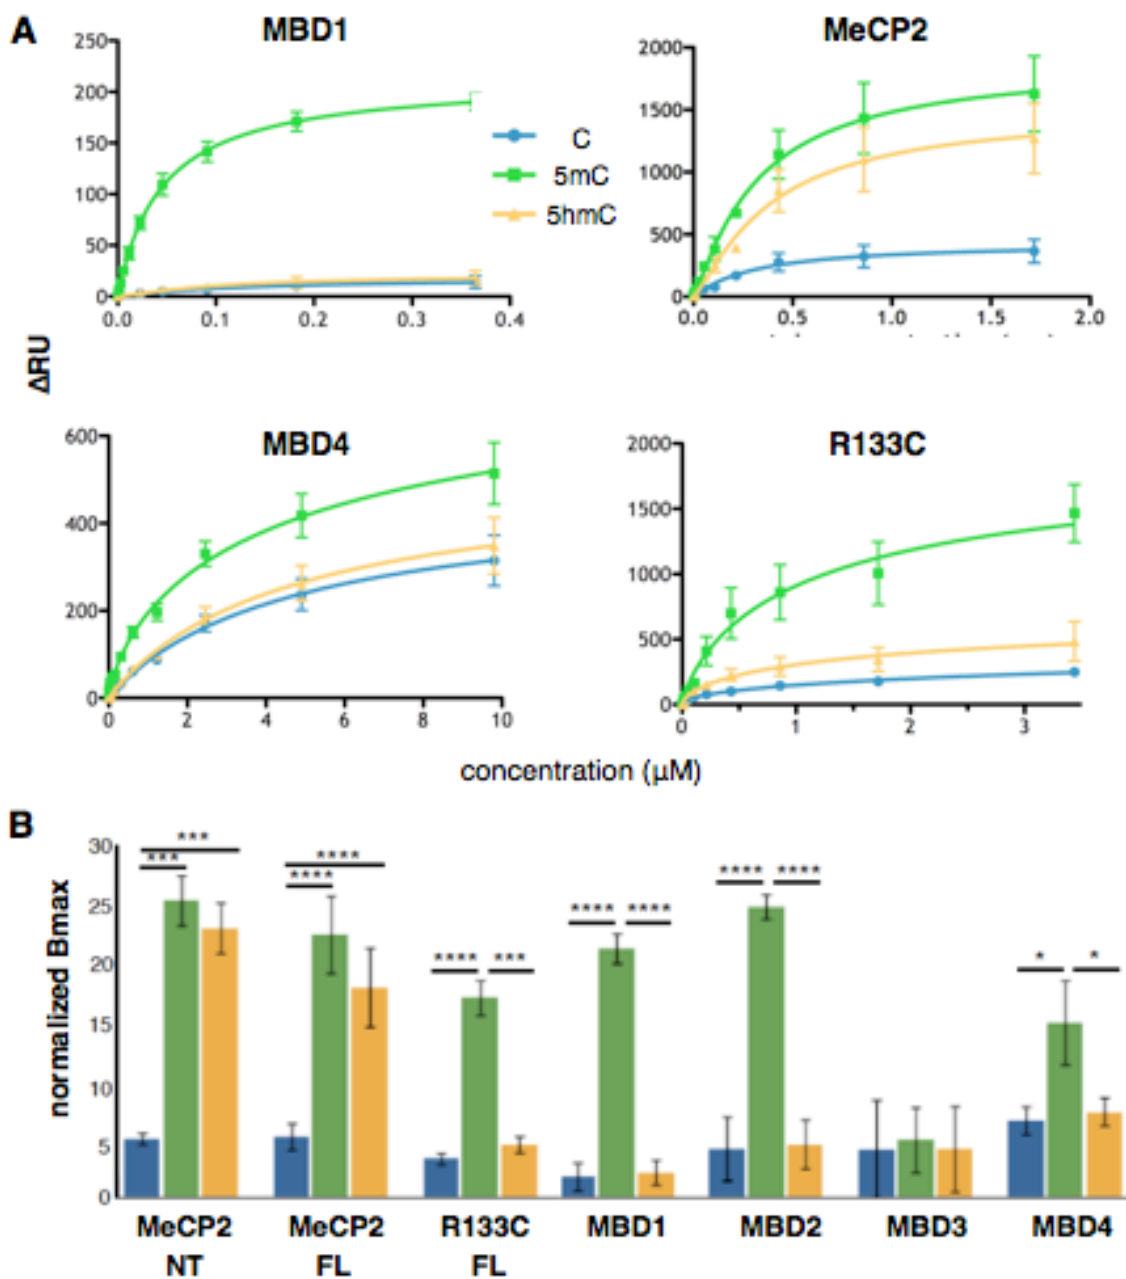 A
MBD1
MeCP2
250
200
150
100
50
0
0.0
0.1
0.2
0.3
0.4
C
5mC
5hmC
2000
1500
1000
500
0
0.0
0.5
1.0
1.5
2.0
ΔRU
MBD4
R133C
600
400
200
0
0
2
4
6
8
10
2000
1500
1000
500
0
0
1
2
3
concentration (µM)
B
normalized Bmax
30
25
20
15
10
5
0
***
***
****
****
****
***
****
****
****
****
*
*
MeCP2
NT
MeCP2
FL
R133C
FL
MBD1
MBD2
MBD3
MBD4